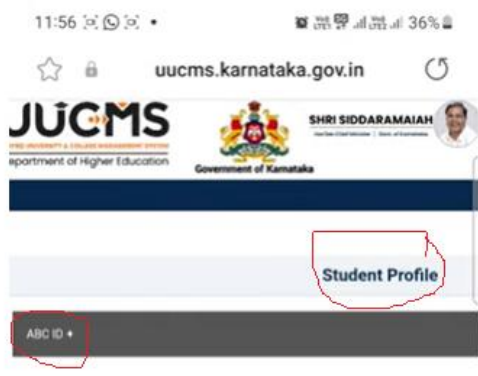 11:56
36%
uucms.karnataka.gov.in
UUCMS
Department of Higher Education
Government of Karnataka
SHRI SIDDARAMAIAH
Student Profile
ABC ID +